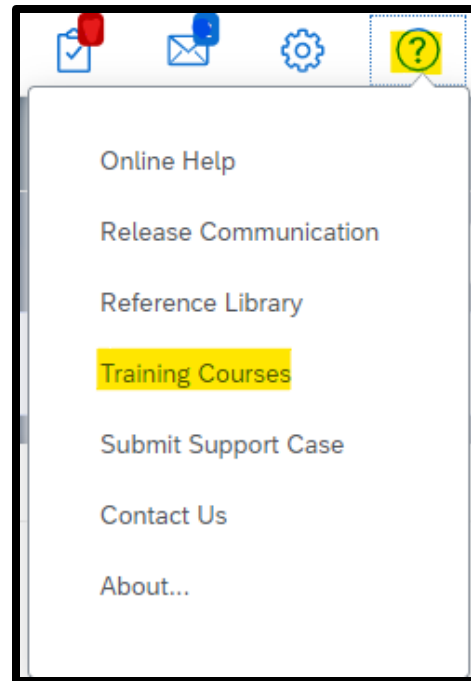 ?
Online Help
Release Communication
Reference Library
Training Courses
Submit Support Case
Contact Us
About...